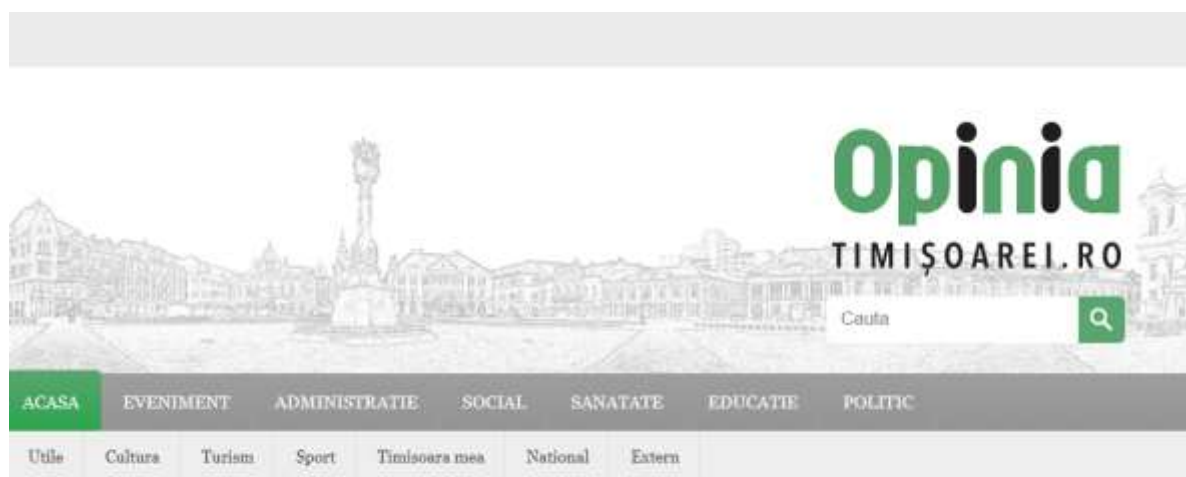 Opinia
TIMIȘOAREI.RO
Cauta
ACASA EVENIMENT ADMINISTRATIE SOCIAL SANATATE EDUCATIE POLITIC
Utile Cultura Turism Sport Timisoara mea National Extern